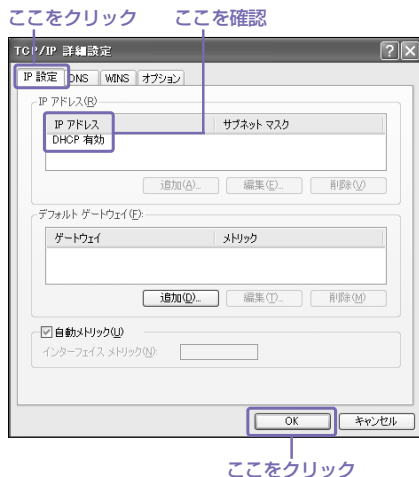 ここをクリック ここを確認
TCP/IP 詳細設定
IP 設定 DNS WINS オプション
IP アドレス(R)
IP アドレス サブネット マスク
DHCP 有効
追加(A)... 編集(E)... 削除(V)
デフォルト ゲートウェイ(F):
ゲートウェイ メトリック
追加(D)... 編集(T)... 削除(M)
自動メトリック(U)
インターフェイス メトリック(N):
OK キャンセル
ここをクリック